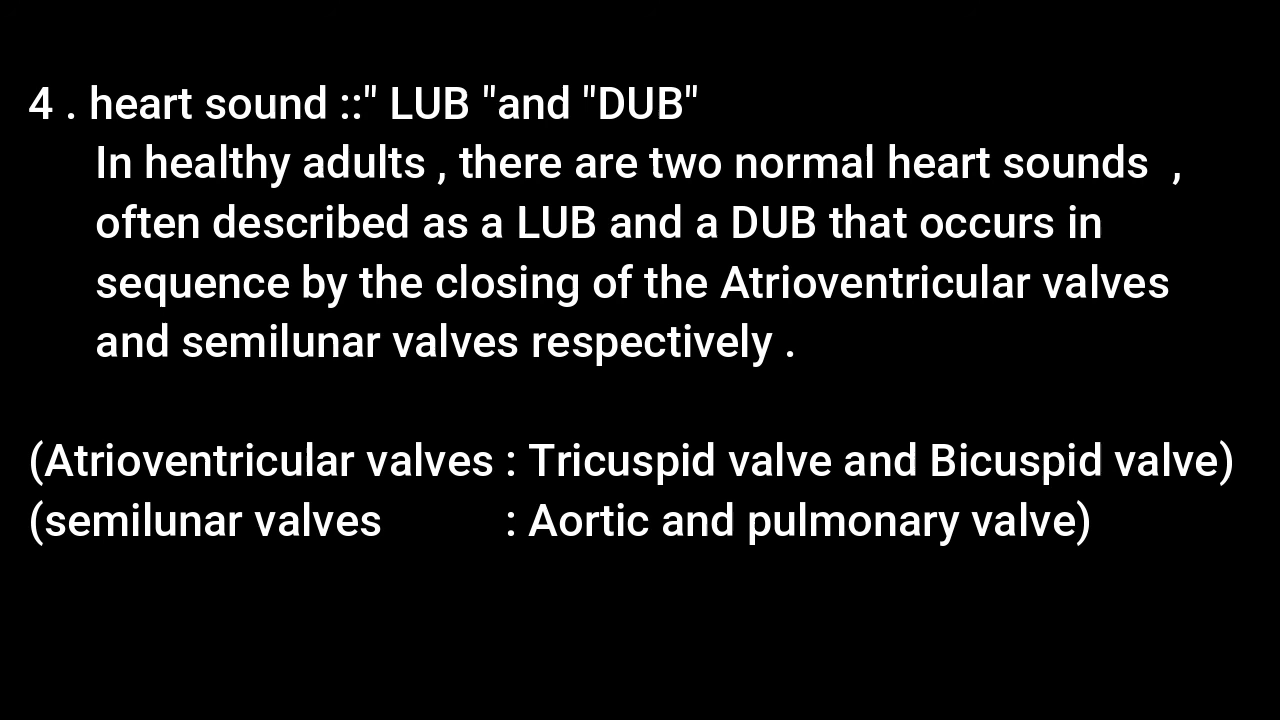 4 . heart sound ::" LUB "and "DUB"
In healthy adults , there are two normal heart sounds  ,
often described as a LUB and a DUB that occurs in
sequence by the closing of the Atrioventricular valves
and semilunar valves respectively .
(Atrioventricular valves : Tricuspid valve and Bicuspid valve)
(semilunar valves : Aortic and pulmonary valve)